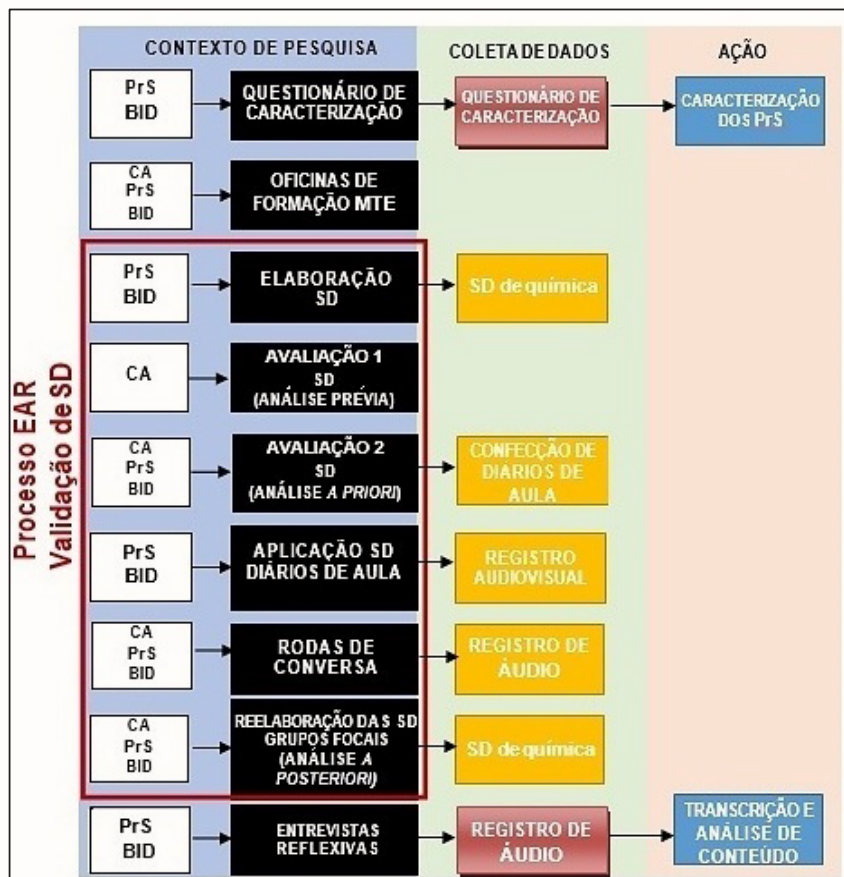 CONTEXTO DE PESQUISA
COLETA DE DADOS
AÇÃO
PrS
BID
QUESTIONÁRIO DE
CARACTERIZAÇÃO
QUESTIONÁRIO DE
CARACTERIZAÇÃO
CARACTERIZAÇÃO
DOS PrS
CA
PrS
BID
OFICINAS DE
FORMAÇÃO MTE
Processo EAR
Validação de SD
PrS
BID
ELABORAÇÃO
SD
SD de química
CA
AVALIAÇÃO 1
SD
(ANÁLISE PRÉVIA)
CA
PrS
BID
AVALIAÇÃO 2
SD
(ANÁLISE A PRIORI)
CONFECÇÃO DE
DIÁRIOS DE
AULA
PrS
BID
APLICAÇÃO SD
DIÁRIOS DE AULA
REGISTRO
AUDIOVISUAL
CA
PrS
BID
RODAS DE
CONVERSA
REGISTRO DE
ÁUDIO
CA
PrS
BID
REELABORAÇÃO DAS SD
GRUPOS FOCAIS
(ANÁLISE A
POSTERIORI)
SD de química
PrS
BID
ENTREVISTAS
REFLEXIVAS
REGISTRO DE
ÁUDIO
TRANSCRIÇÃO E
ANÁLISE DE
CONTEÚDO